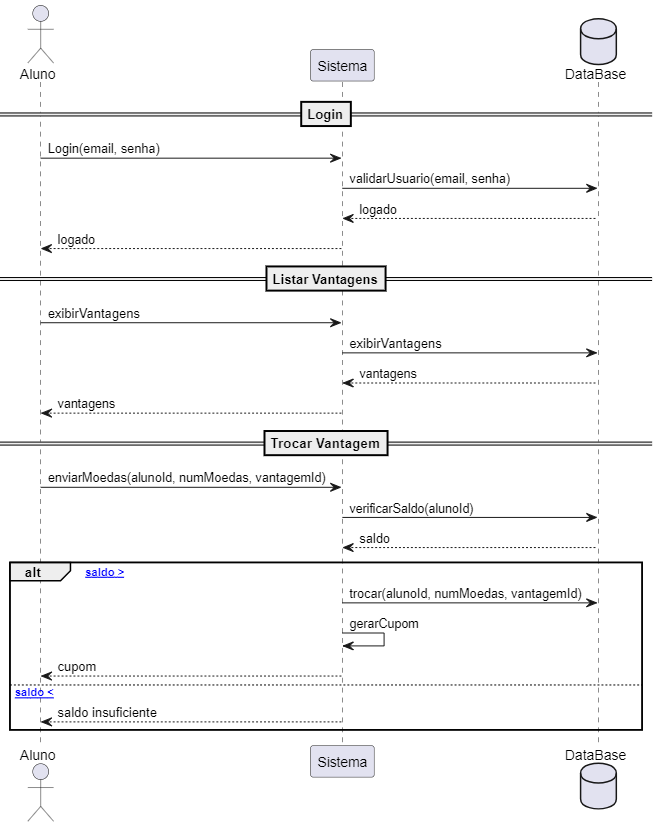 Aluno
Sistema
DataBase
Login
Login(email, senha)
validarUsuario(email, senha)
logado
logado
Listar Vantagens
exibirVantagens
exibirVantagens
vantagens
vantagens
Trocar Vantagem
enviarMoedas(alunoId, numMoedas, vantagemId)
verificarSaldo(alunoId)
saldo
alt
saldo >
trocar(alunoId, numMoedas, vantagemId)
gerarCupom
cupom
saldo <
saldo insuficiente
Aluno
Sistema
DataBase